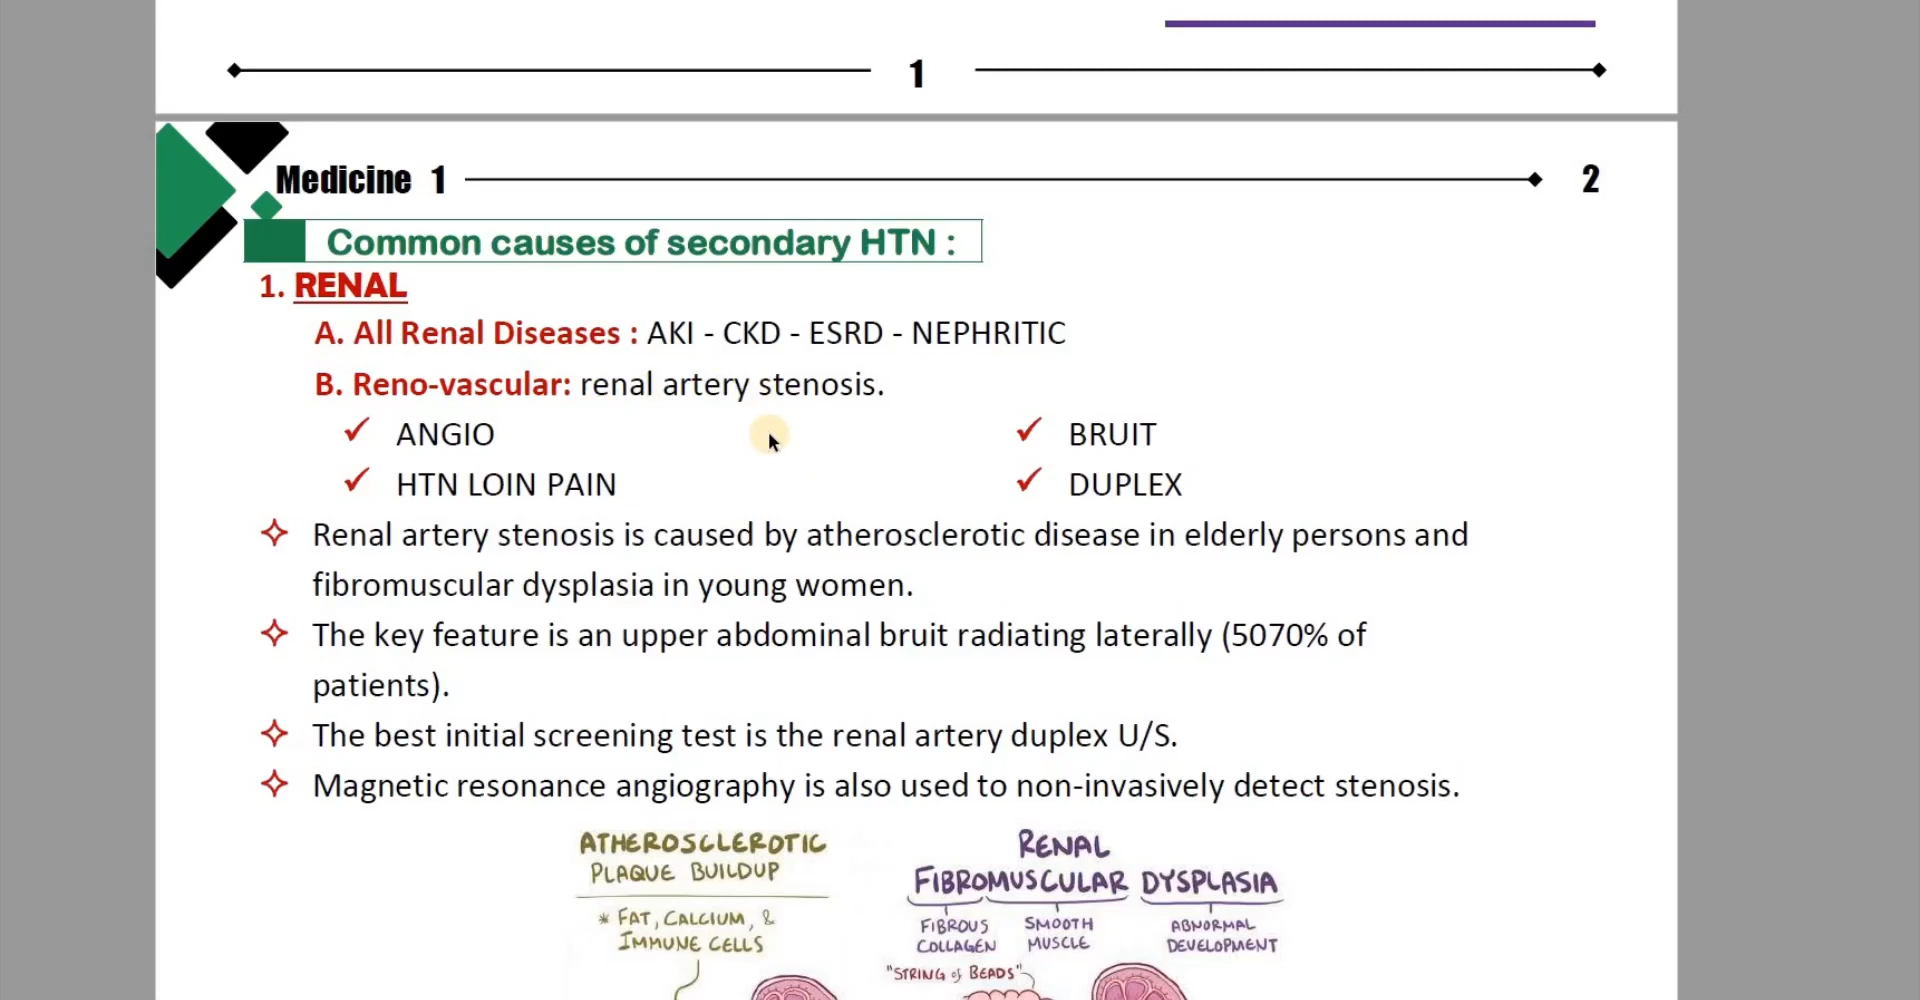 1
Medicine 1
2
Common causes of secondary HTN :
1. RENAL
A. All Renal Diseases : AKI - CKD - ESRD - NEPHRITIC
B. Reno-vascular: renal artery stenosis.
✓ ANGIO
✓ BRUIT
✓ HTN LOIN PAIN
✓ DUPLEX
Renal artery stenosis is caused by atherosclerotic disease in elderly persons and
fibromuscular dysplasia in young women.
The key feature is an upper abdominal bruit radiating laterally (5070% of
patients).
The best initial screening test is the renal artery duplex U/S.
Magnetic resonance angiography is also used to non-invasively detect stenosis.
ATHEROSCLEROTIC
PLAQUE BUILDUP
* FAT, CALCIUM, &
IMMUNE CELLS
RENAL
FIBROMUSCULAR DYSPLASIA
FIBROUS
COLLAGEN
SMOOTH
MUSCLE
ABNORMAL
DEVELOPMENT
"STRING of BEADS"